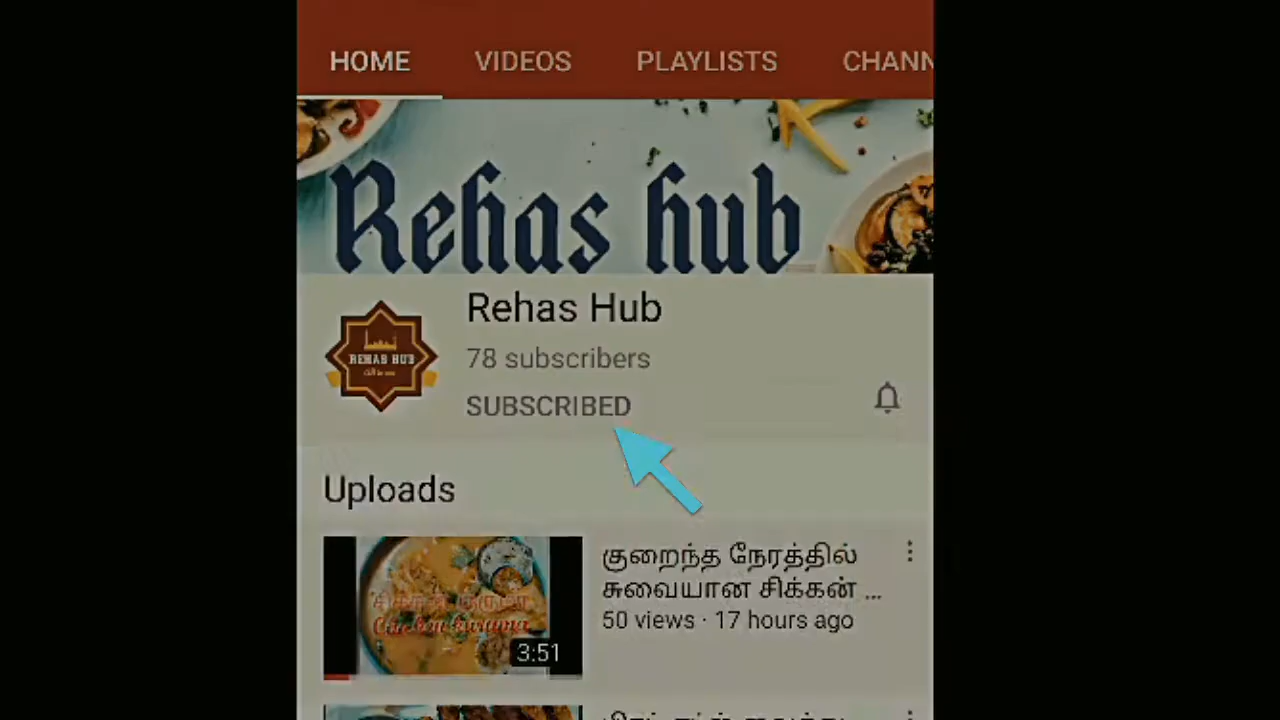 HOME VIDEOS PLAYLISTS CHANN
Rehas hub
Rehas Hub
REHAS HUB
78 subscribers
SUBSCRIBED
Uploads
குறைந்த நேரத்தில்
சுவையான சிக்கன் ...
50 views · 17 hours ago
3:51